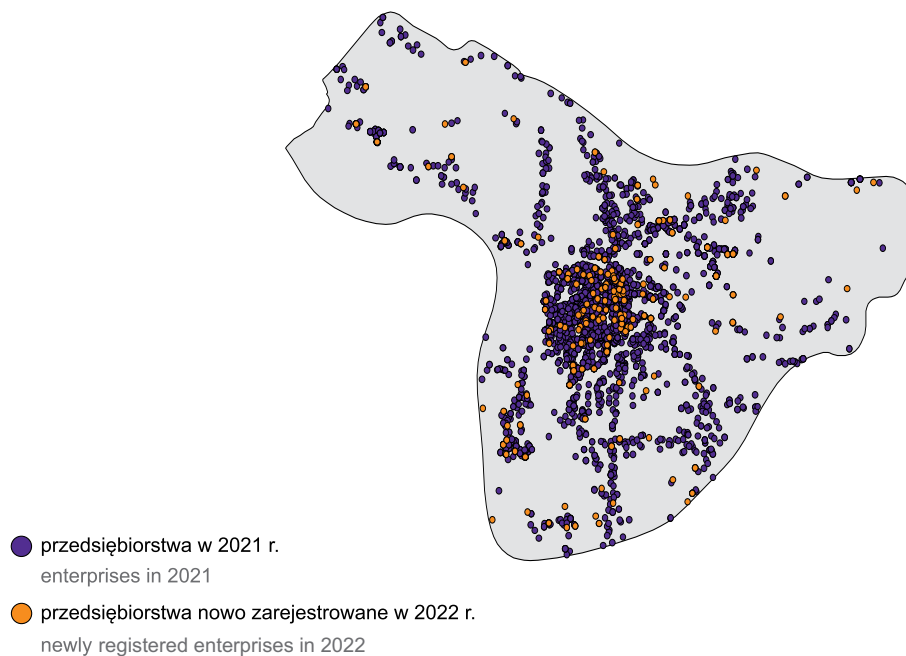 przedsiębiorstwa w 2021 r.
enterprises in 2021
przedsiębiorstwa nowo zarejestrowane w 2022 r.
newly registered enterprises in 2022